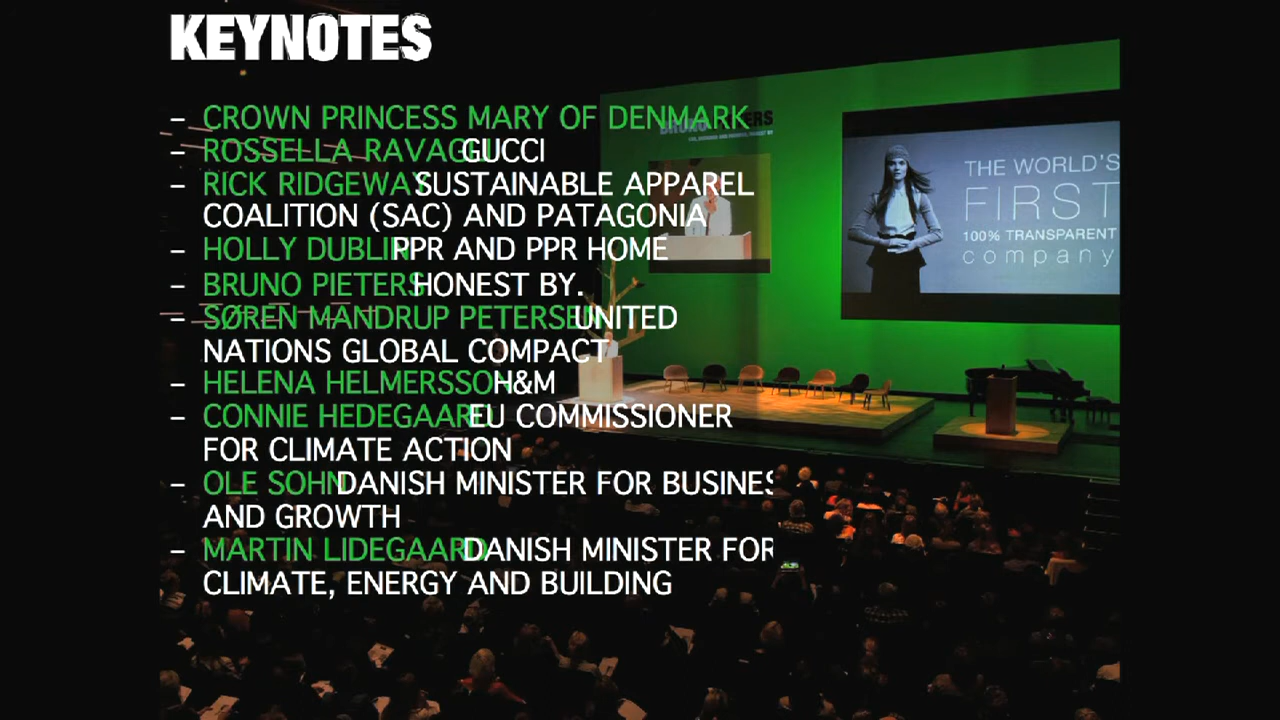 KEYNOTES
– CROWN PRINCESS MARY OF DENMARK
– ROSSELLA RAVAGLI GUCCI
– RICK RIDGEWAY SUSTAINABLE APPAREL
COALITION (SAC) AND PATAGONIA
– HOLLY DUBLIN PPR AND PPR HOME
– BRUNO PIETERS HONEST BY.
– SØREN MANDRUP PETERSEN UNITED
NATIONS GLOBAL COMPACT
– HELENA HELMERSSON H&M
– CONNIE HEDEGAARD EU COMMISSIONER
FOR CLIMATE ACTION
– OLE SOHN DANISH MINISTER FOR BUSINES
AND GROWTH
– MARTIN LIDEGAARD DANISH MINISTER FOR
CLIMATE, ENERGY AND BUILDING
THE WORLD'S
FIRST
100% TRANSPARENT
company